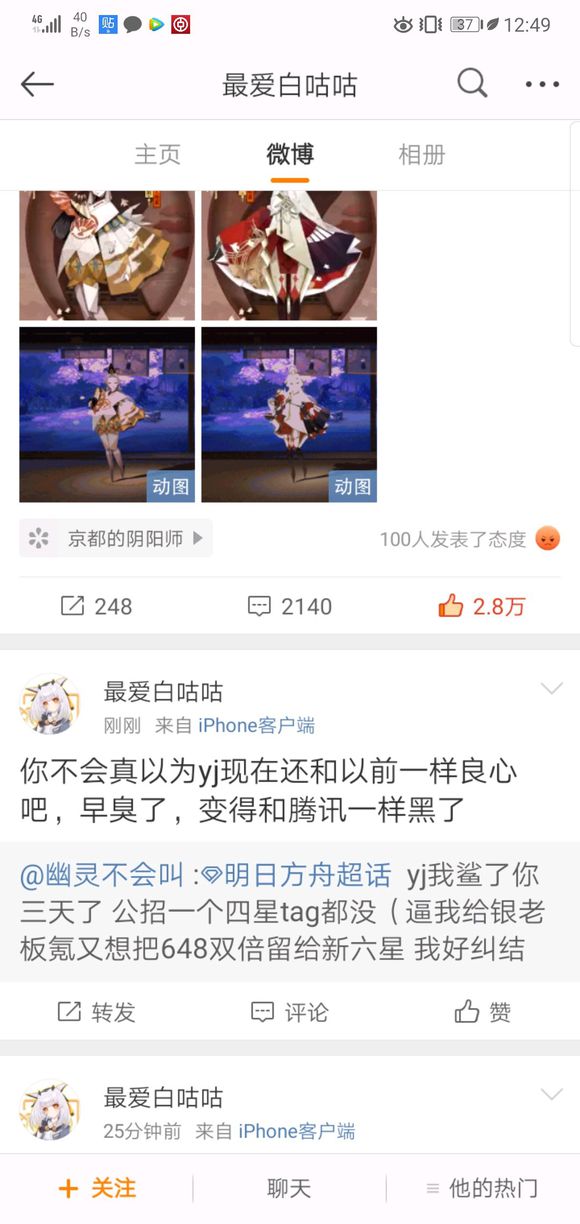 4G 40 B/s 贴 37 12:49
最爱白咕咕
主页 微博 相册
动图 动图
京都的阴阳师 100人发表了态度
248 2140 2.8万
最爱白咕咕
刚刚 来自 iPhone客户端
你不会真以为yj现在还和以前一样良心
吧，早臭了，变得和腾讯一样黑了
@幽灵不会叫 :明日方舟超话 yj我鲨了你
三天了 公招一个四星tag都没（逼我给银老
板氪又想把648双倍留给新六星 我好纠结
转发 评论 赞
最爱白咕咕
25分钟前 来自 iPhone客户端
+ 关注 聊天 他的热门